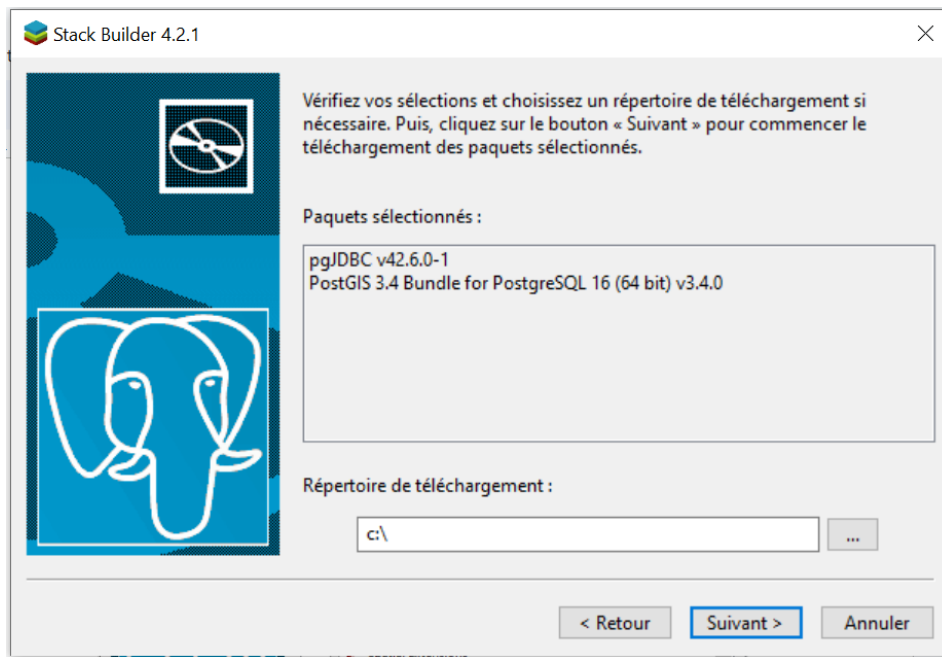 Stack Builder 4.2.1
Vérifiez vos sélections et choisissez un répertoire de téléchargement si
nécessaire. Puis, cliquez sur le bouton « Suivant » pour commencer le
téléchargement des paquets sélectionnés.
Paquets sélectionnés :
pgJDBC v42.6.0-1
PostGIS 3.4 Bundle for PostgreSQL 16 (64 bit) v3.4.0
Répertoire de téléchargement :
c:\
...
< Retour
Suivant >
Annuler